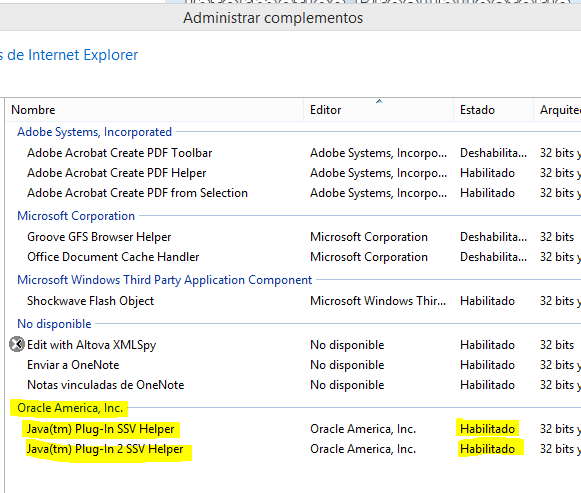 Administrar complementos
s de Internet Explorer
Nombre Editor Estado Arquitec
Adobe Systems, Incorporated
Adobe Acrobat Create PDF Toolbar Adobe Systems, Incorpo... Deshabilita... 32 bits y
Adobe Acrobat Create PDF Helper Adobe Systems, Incorpo... Habilitado 32 bits y
Adobe Acrobat Create PDF from Selection Adobe Systems, Incorpo... Habilitado 32 bits y
Microsoft Corporation
Groove GFS Browser Helper Microsoft Corporation Deshabilita... 32 bits
Office Document Cache Handler Microsoft Corporation Deshabilita... 32 bits y
Microsoft Windows Third Party Application Component
Shockwave Flash Object Microsoft Windows Thir... Habilitado 32 bits y
No disponible
Edit with Altova XMLSpy No disponible Habilitado 32 bits
Enviar a OneNote No disponible Habilitado 32 bits y
Notas vinculadas de OneNote No disponible Habilitado 32 bits y
Oracle America, Inc.
Java(tm) Plug-In SSV Helper Oracle America, Inc. Habilitado 32 bits y
Java(tm) Plug-In 2 SSV Helper Oracle America, Inc. Habilitado 32 bits y